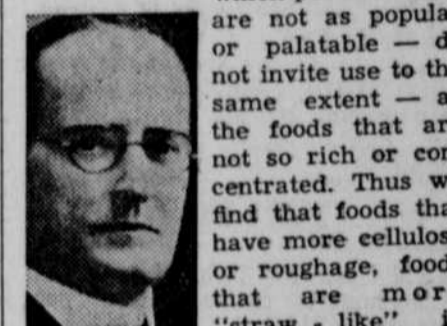 are not as popula
or palatable — d
not invite use to th
same extent — a
the foods that ar
not so rich or con
centrated. Thus w
find that foods tha
have more cellulos
or roughage, food
that are mor
"straw - like"